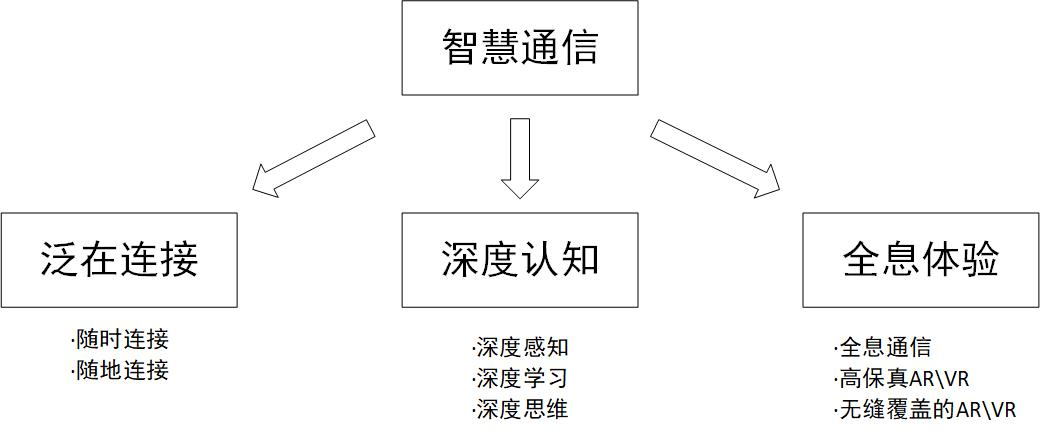 智慧通信
泛在连接
深度认知
全息体验
·随时连接
·随地连接
·深度感知
·深度学习
·深度思维
·全息通信
·高保真AR\VR
·无缝覆盖的AR\VR